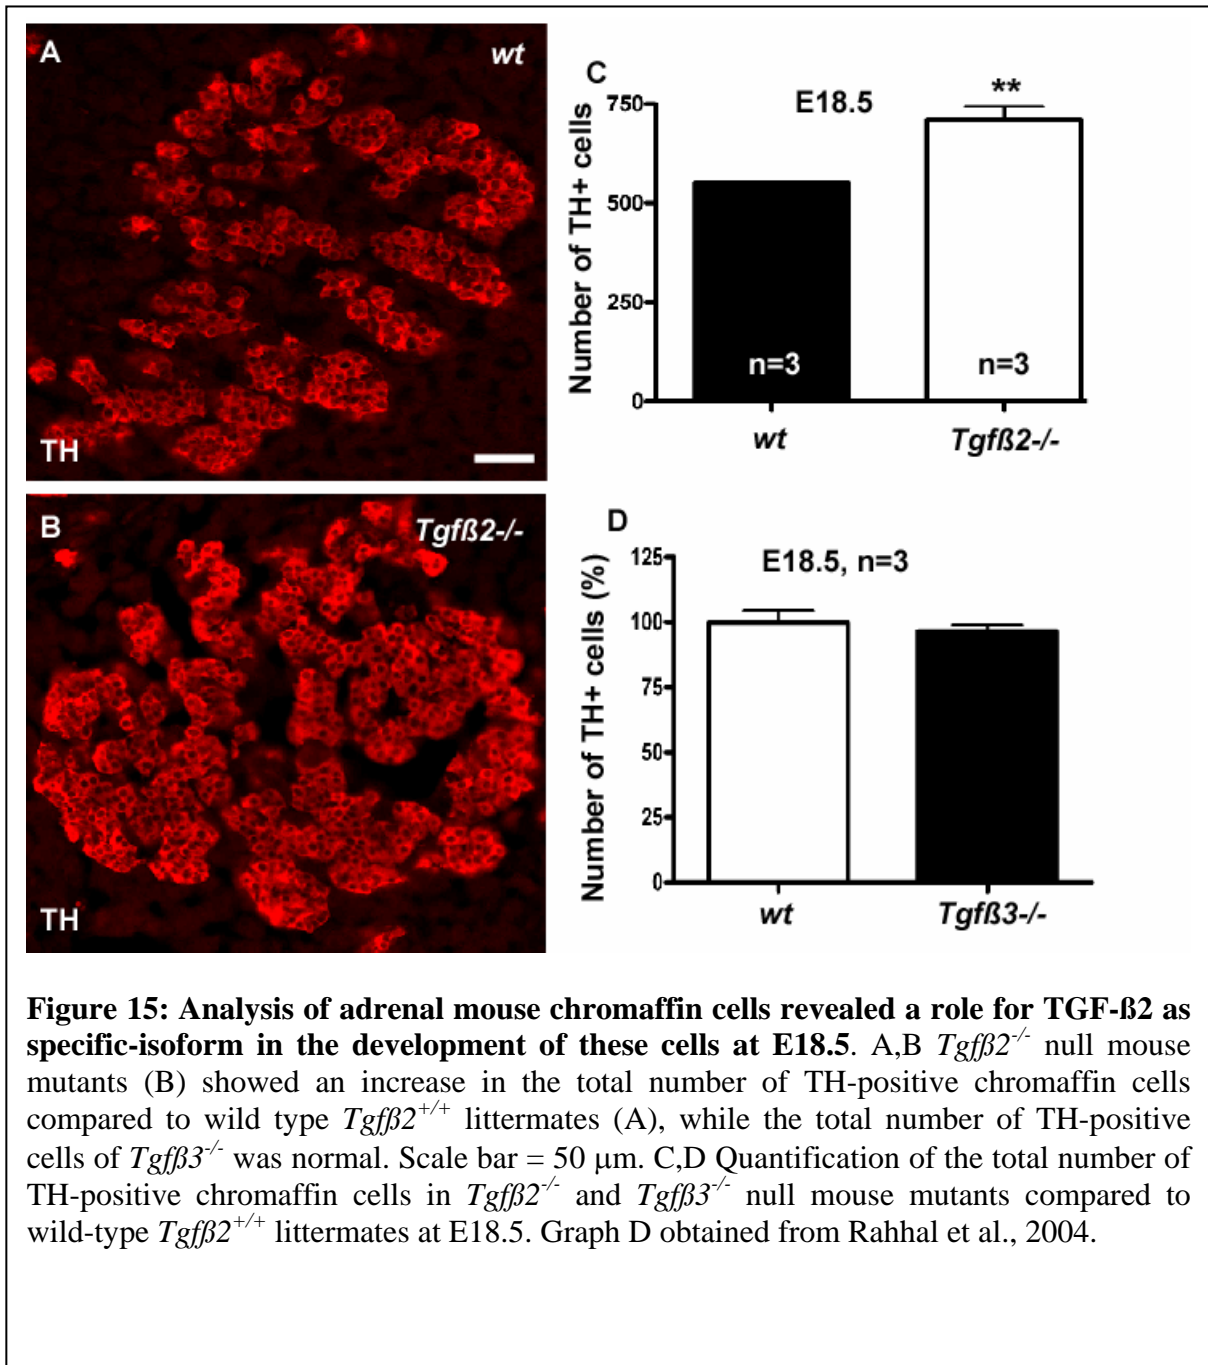 A
wt
TH
B
Tgfß2-/-
TH
C
E18.5
**
Number of TH+ cells
750
500
250
0
n=3
n=3
wt
Tgfß2-/-
D
E18.5, n=3
Number of TH+ cells (%)
125
100
75
50
25
0
wt
Tgfß3-/-
Figure 15: Analysis of adrenal mouse chromaffin cells revealed a role for TGF-ß2 as
specific-isoform in the development of these cells at E18.5. A,B Tgfβ2-/- null mouse
mutants (B) showed an increase in the total number of TH-positive chromaffin cells
compared to wild type Tgfβ2+/+ littermates (A), while the total number of TH-positive
cells of Tgfβ3-/- was normal. Scale bar = 50 µm. C,D Quantification of the total number of
TH-positive chromaffin cells in Tgfβ2-/- and Tgfβ3-/- null mouse mutants compared to
wild-type Tgfβ2+/+ littermates at E18.5. Graph D obtained from Rahhal et al., 2004.